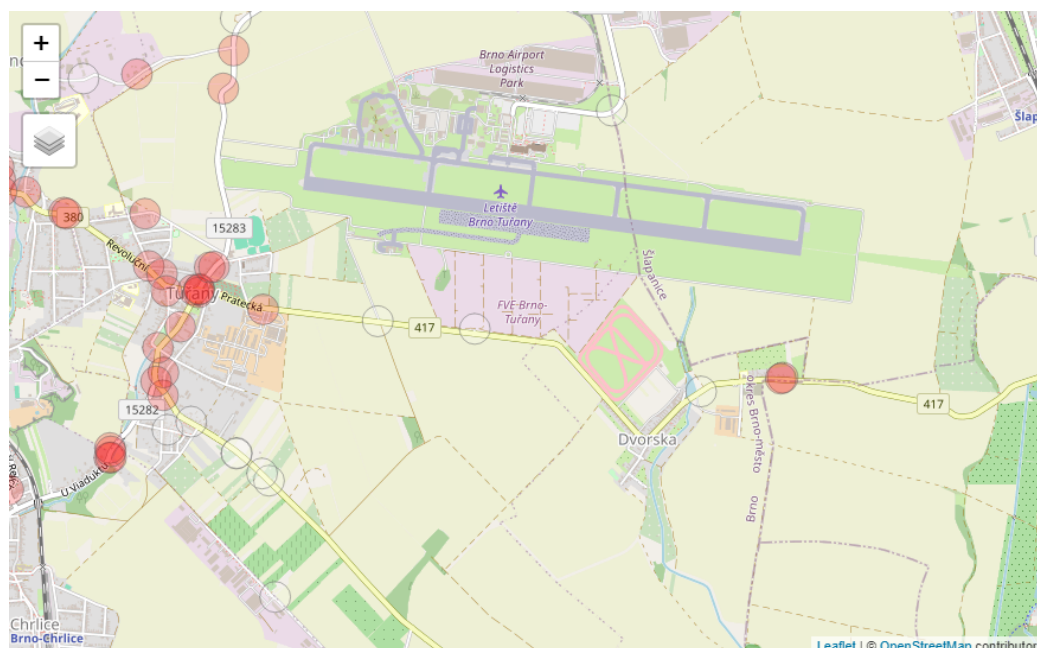 +
−
Brno Airport
Logistics
Park
Šlap
380
15283
Letiště
Brno Tuřany
Revoluční
Šlapanice
Tuřany
Pratecká
FVE Brno-
Tuřany
417
15282
417
okres Brno-město
Dvorska
U Viaduktu
Brno
Chrlice
Brno-Chrlice
Leaflet | © OpenStreetMap contributor